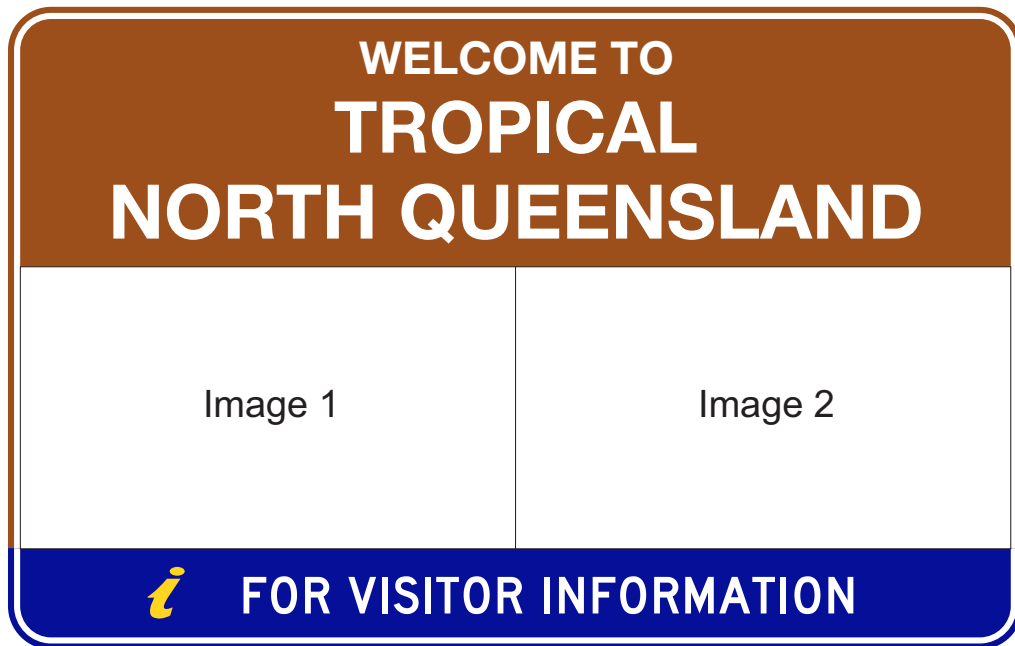 WELCOME TO
TROPICAL
NORTH QUEENSLAND
Image 1 Image 2
i FOR VISITOR INFORMATION